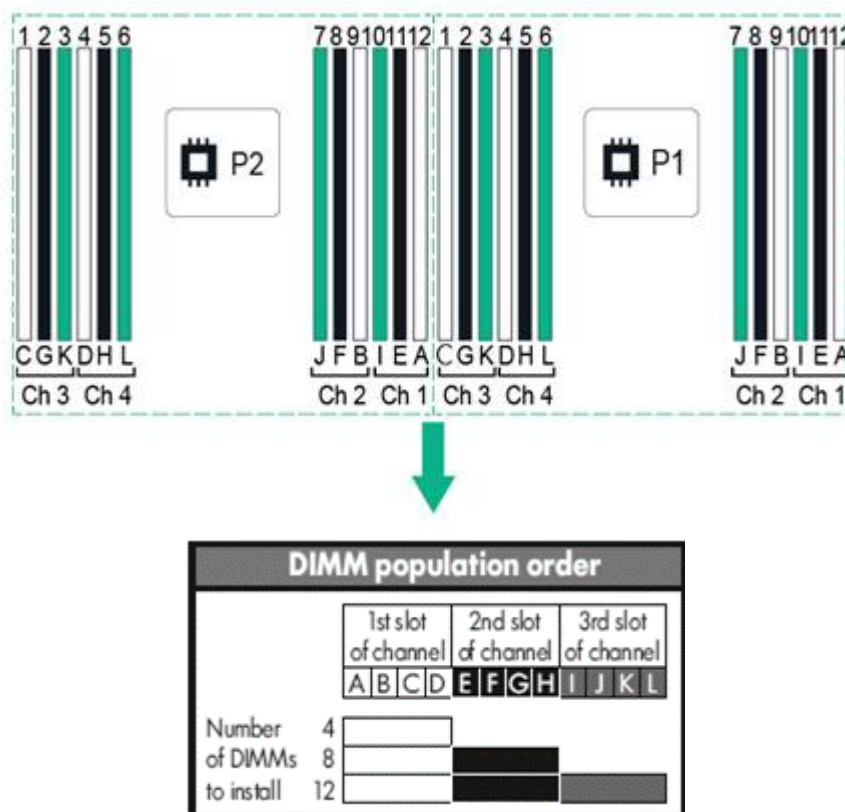 1 2 3 4 5 6 7 8 9 10 11 12 1 2 3 4 5 6 7 8 9 10 11 12
P2 P1
C G K D H L J F B I E A C G K D H L J F B I E A
Ch 3 Ch 4 Ch 2 Ch 1 Ch 3 Ch 4 Ch 2 Ch 1
DIMM population order
1st slot of channel 2nd slot of channel 3rd slot of channel
A B C D E F G H I J K L
Number 4
of DIMMs 8
to install 12